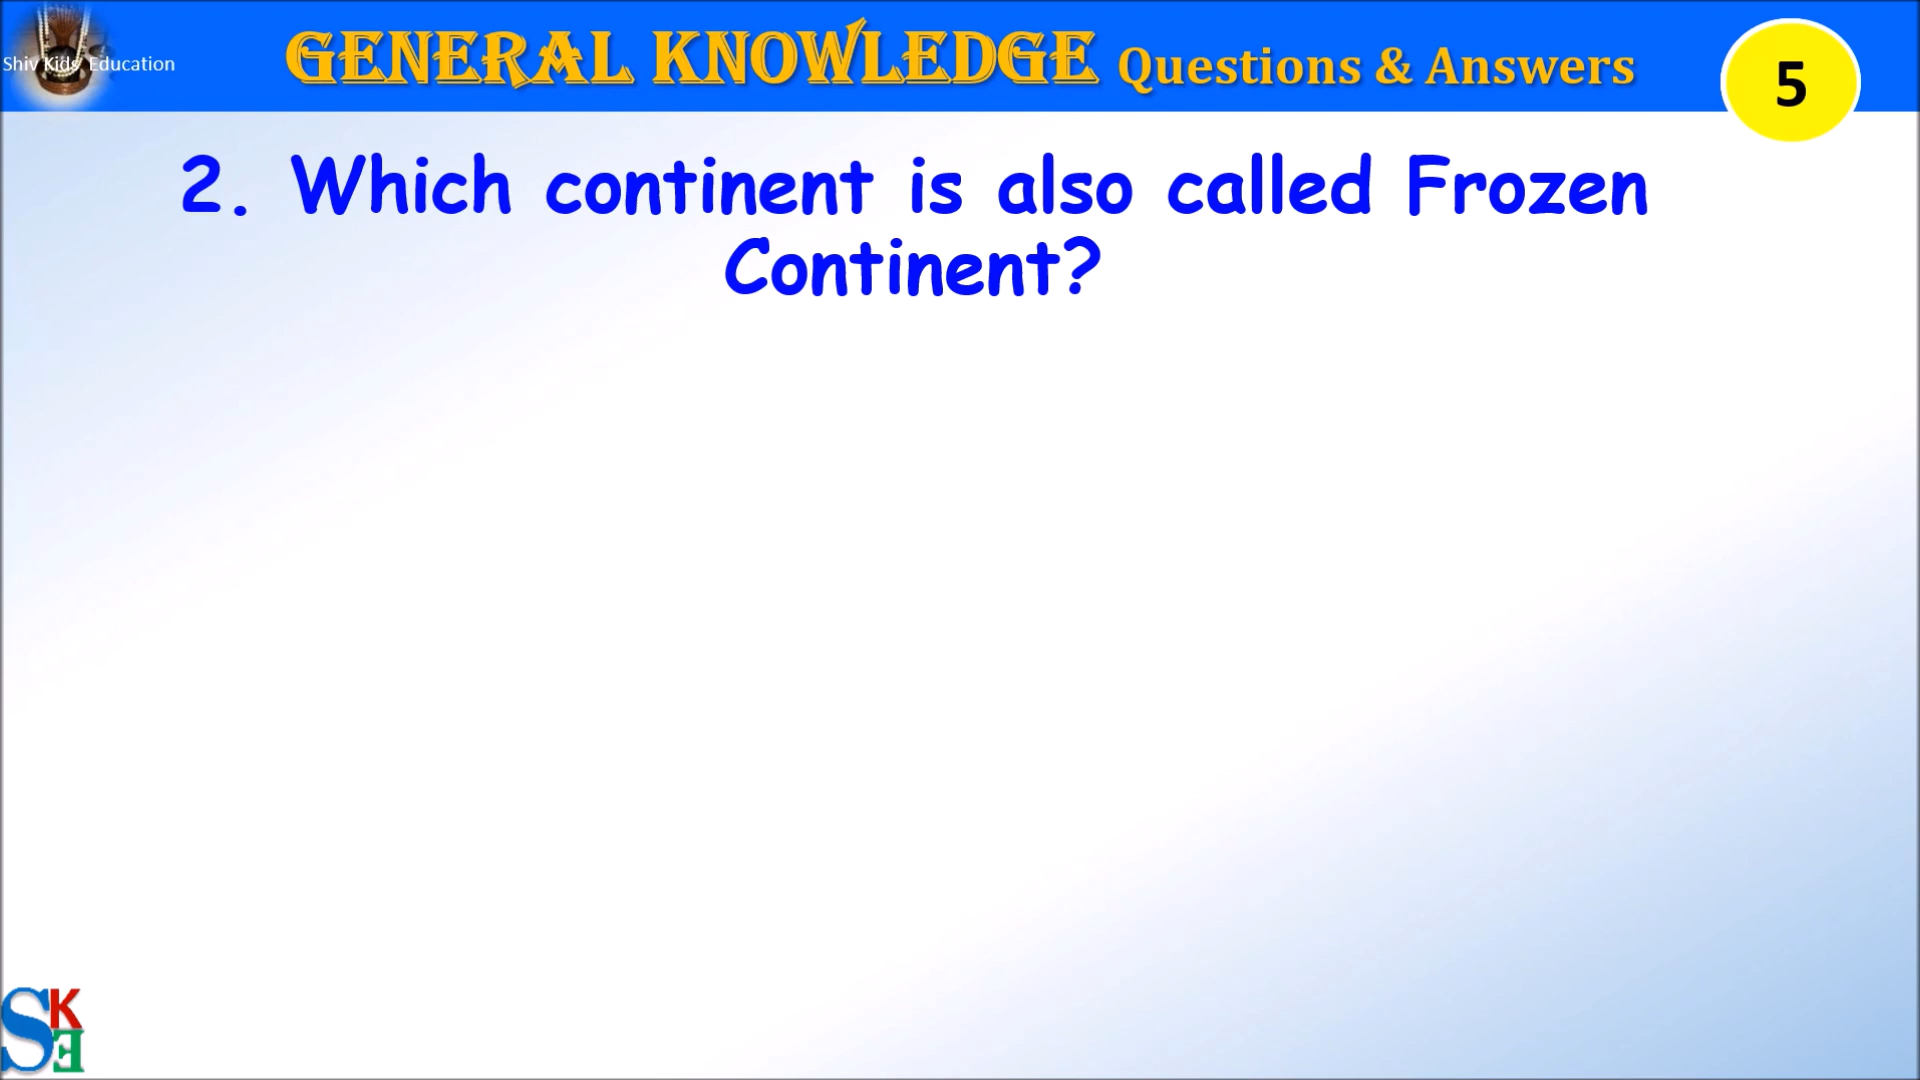 Shiv Kids' Education
GENERAL KNOWLEDGE Questions & Answers
5
2. Which continent is also called Frozen
Continent?
SKE